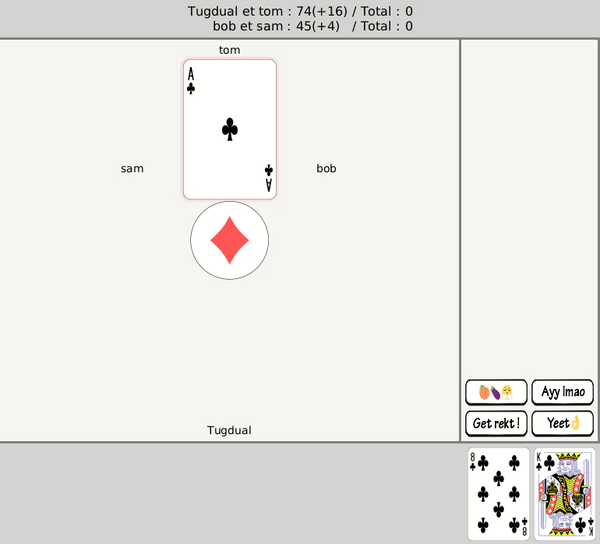 Tugdual et tom : 74(+16) / Total : 0
bob et sam : 45(+4) / Total : 0
tom
A
A
sam
bob
Tugdual
🍑🍆😤
Ayy lmao
Get rekt !
Yeet👌
8
K
8
K